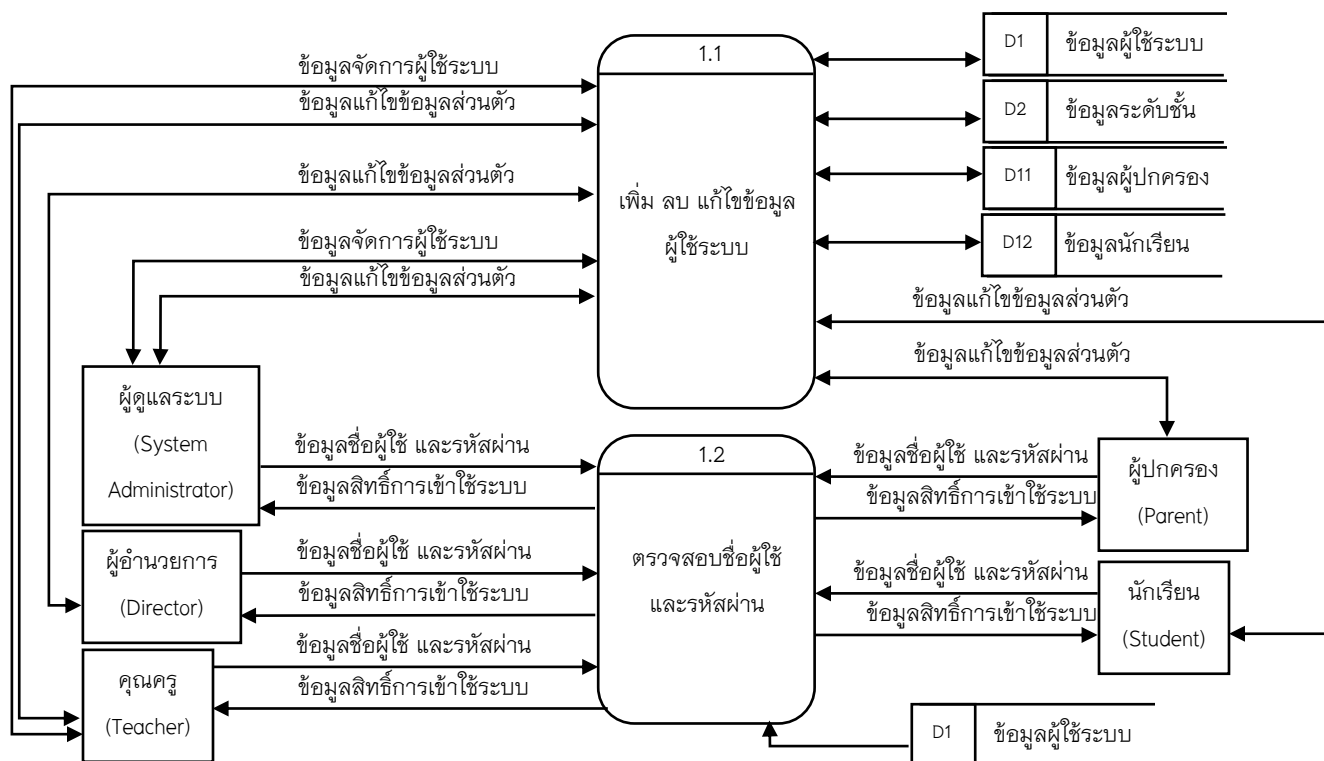 1.1
เพิ่ม ลบ แก้ไขข้อมูล
ผู้ใช้ระบบ
D1 ข้อมูลผู้ใช้ระบบ
D2 ข้อมูลระดับชั้น
D11 ข้อมูลผู้ปกครอง
D12 ข้อมูลนักเรียน
ข้อมูลจัดการผู้ใช้ระบบ
ข้อมูลแก้ไขข้อมูลส่วนตัว
ข้อมูลแก้ไขข้อมูลส่วนตัว
ข้อมูลจัดการผู้ใช้ระบบ
ข้อมูลแก้ไขข้อมูลส่วนตัว
ข้อมูลแก้ไขข้อมูลส่วนตัว
ข้อมูลแก้ไขข้อมูลส่วนตัว
ผู้ดูแลระบบ
(System
Administrator)
ข้อมูลชื่อผู้ใช้ และรหัสผ่าน
ข้อมูลสิทธิ์การเข้าใช้ระบบ
ผู้อำนวยการ
(Director)
ข้อมูลชื่อผู้ใช้ และรหัสผ่าน
ข้อมูลสิทธิ์การเข้าใช้ระบบ
คุณครู
(Teacher)
ข้อมูลชื่อผู้ใช้ และรหัสผ่าน
ข้อมูลสิทธิ์การเข้าใช้ระบบ
1.2
ตรวจสอบชื่อผู้ใช้
และรหัสผ่าน
ข้อมูลชื่อผู้ใช้ และรหัสผ่าน
ข้อมูลสิทธิ์การเข้าใช้ระบบ
ผู้ปกครอง
(Parent)
ข้อมูลชื่อผู้ใช้ และรหัสผ่าน
ข้อมูลสิทธิ์การเข้าใช้ระบบ
นักเรียน
(Student)
D1 ข้อมูลผู้ใช้ระบบ